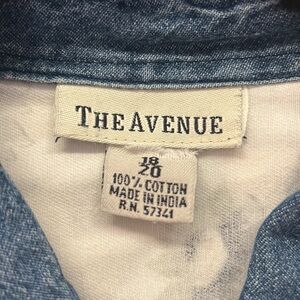 THE AVENUE
18
20
100% COTTON
MADE IN INDIA
R.N. 57341